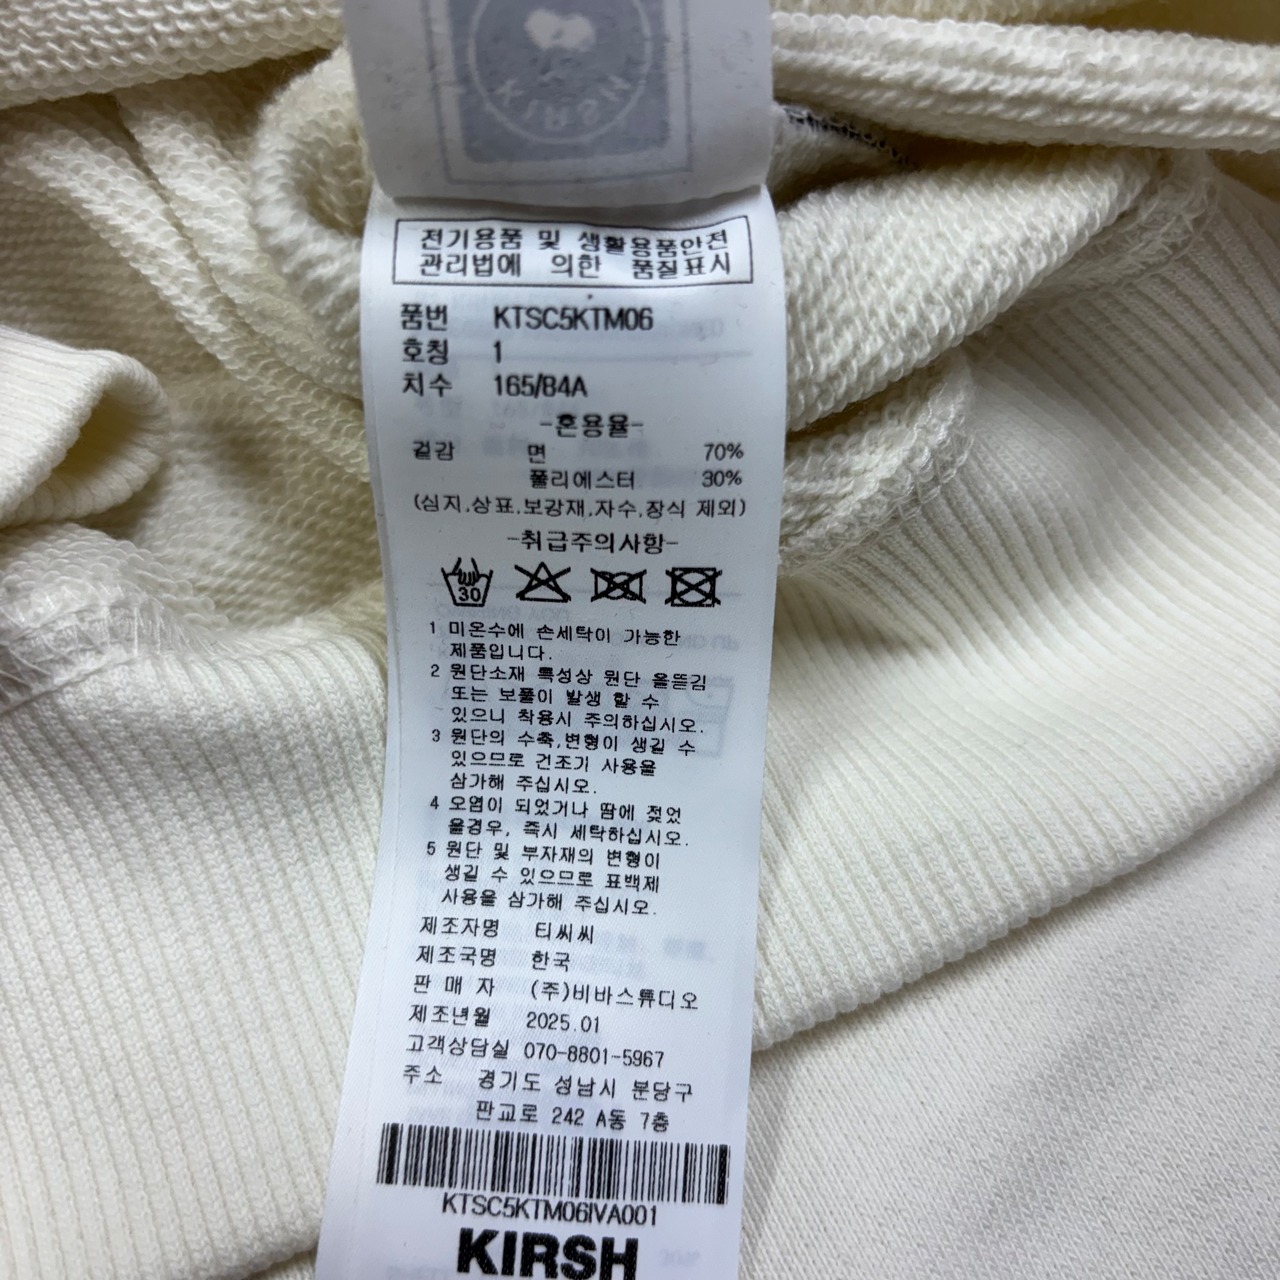 KIRSH
전기용품 및 생활용품안전
관리법에 의한 품질표시
품번 KTSC5KTM06
호칭 1
치수 165/84A
-혼용율-
겉감 면 70%
폴리에스터 30%
(심지,상표,보강재,자수,장식 제외)
-취급주의사항-
30
1 미온수에 손세탁이 가능한
제품입니다.
2 원단소재 특성상 원단 올뜯김
또는 보풀이 발생 할 수
있으니 착용시 주의하십시오.
3 원단의 수축,변형이 생길 수
있으므로 건조기 사용을
삼가해 주십시오.
4 오염이 되었거나 땀에 젖었
을경우, 즉시 세탁하십시오.
5 원단 및 부자재의 변형이
생길 수 있으므로 표백제
사용을 삼가해 주십시오.
제조자명 티씨씨
제조국명 한국
판 매 자 (주)비바스튜디오
제조년월 2025.01
고객상담실 070-8801-5967
주소 경기도 성남시 분당구
판교로 242 A동 7층
KTSC5KTM06IVA001
KIRSH